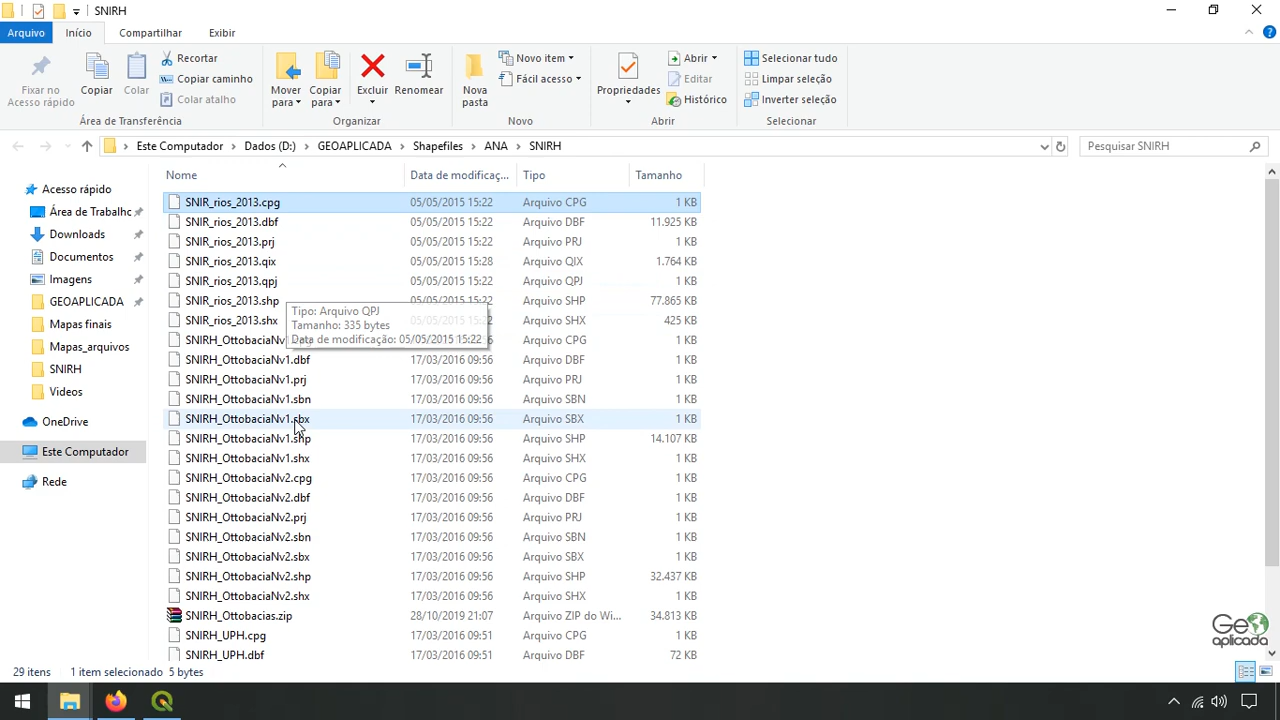 SNIRH
Arquivo Início Compartilhar Exibir
Fixar no Acesso rápido
Copiar
Colar
Recortar
Copiar caminho
Colar atalho
Mover para
Copiar para
Excluir
Renomear
Nova pasta
Novo item
Fácil acesso
Propriedades
Abrir
Editar
Histórico
Selecionar tudo
Limpar seleção
Inverter seleção
Área de Transferência Organizar Novo Abrir Selecionar
Este Computador › Dados (D:) › GEOAPLICADA › Shapefiles › ANA › SNIRH
Pesquisar SNIRH
Acesso rápido
Área de Trabalho
Downloads
Documentos
Imagens
GEOAPLICADA
Mapas finais
Mapas_arquivos
SNIRH
Videos
OneDrive
Este Computador
Rede
Nome Data de modificaç... Tipo Tamanho
SNIR_rios_2013.cpg 05/05/2015 15:22 Arquivo CPG 1 KB
SNIR_rios_2013.dbf 05/05/2015 15:22 Arquivo DBF 11.925 KB
SNIR_rios_2013.prj 05/05/2015 15:22 Arquivo PRJ 1 KB
SNIR_rios_2013.qix 05/05/2015 15:28 Arquivo QIX 1.764 KB
SNIR_rios_2013.qpj 05/05/2015 15:22 Arquivo QPJ 1 KB
SNIR_rios_2013.shp 05/05/2015 15:22 Arquivo SHP 77.865 KB
SNIR_rios_2013.shx Arquivo SHX 425 KB
SNIRH_OttobaciaNv Arquivo CPG 1 KB
SNIRH_OttobaciaNv1.dbf 17/03/2016 09:56 Arquivo DBF 1 KB
SNIRH_OttobaciaNv1.prj 17/03/2016 09:56 Arquivo PRJ 1 KB
SNIRH_OttobaciaNv1.sbn 17/03/2016 09:56 Arquivo SBN 1 KB
SNIRH_OttobaciaNv1.sbx 17/03/2016 09:56 Arquivo SBX 1 KB
SNIRH_OttobaciaNv1.shp 17/03/2016 09:56 Arquivo SHP 14.107 KB
SNIRH_OttobaciaNv1.shx 17/03/2016 09:56 Arquivo SHX 1 KB
SNIRH_OttobaciaNv2.cpg 17/03/2016 09:56 Arquivo CPG 1 KB
SNIRH_OttobaciaNv2.dbf 17/03/2016 09:56 Arquivo DBF 1 KB
SNIRH_OttobaciaNv2.prj 17/03/2016 09:56 Arquivo PRJ 1 KB
SNIRH_OttobaciaNv2.sbn 17/03/2016 09:56 Arquivo SBN 1 KB
SNIRH_OttobaciaNv2.sbx 17/03/2016 09:56 Arquivo SBX 1 KB
SNIRH_OttobaciaNv2.shp 17/03/2016 09:56 Arquivo SHP 32.437 KB
SNIRH_OttobaciaNv2.shx 17/03/2016 09:56 Arquivo SHX 1 KB
SNIRH_Ottobacias.zip 28/10/2019 21:07 Arquivo ZIP do Wi... 34.813 KB
SNIRH_UPH.cpg 17/03/2016 09:51 Arquivo CPG 1 KB
SNIRH_UPH.dbf 17/03/2016 09:51 Arquivo DBF 72 KB
Tipo: Arquivo QPJ
Tamanho: 335 bytes
Data de modificação: 05/05/2015 15:22
Geo
aplicada
29 itens 1 item selecionado 5 bytes